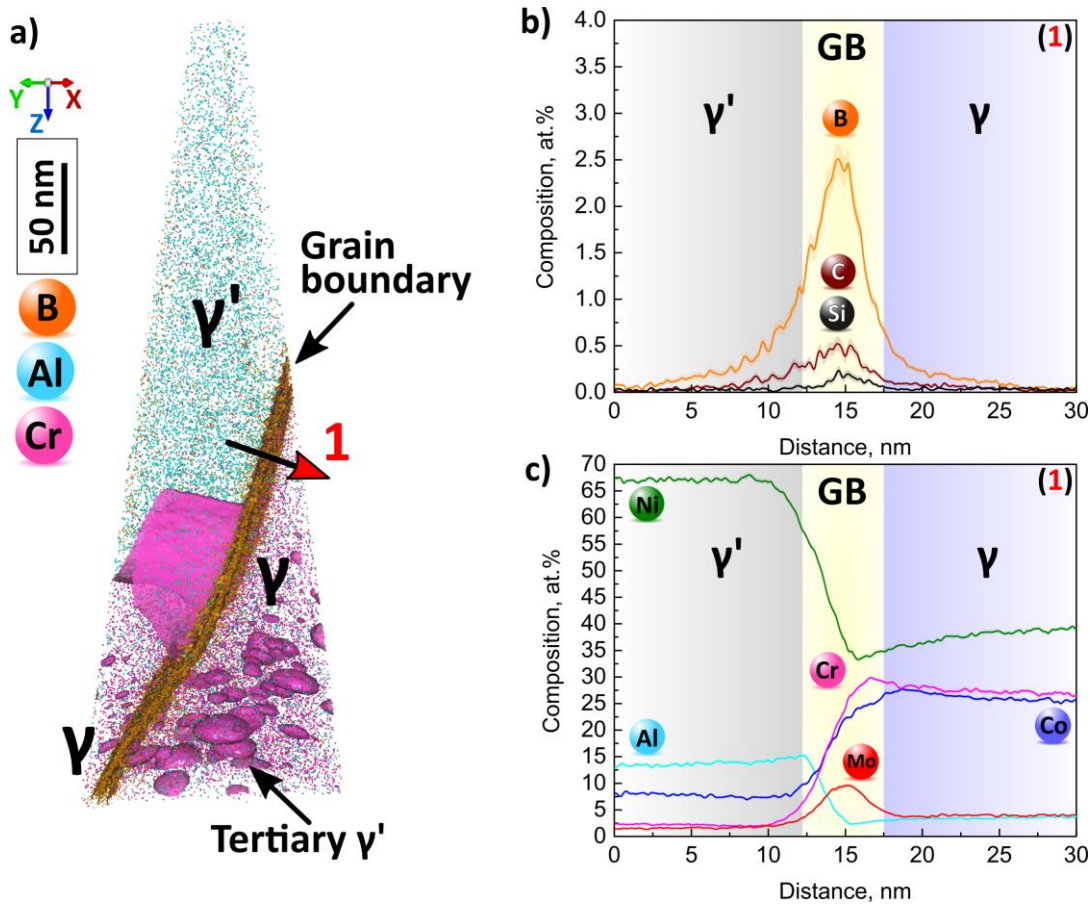 a)
Y X
Z
50 nm
B
Al
Cr
γ'
Grain
boundary
1
γ
γ
Tertiary γ'
b)
GB
(1)
γ'
γ
B
C
Si
Composition, at.%
4.0
3.5
3.0
2.5
2.0
1.5
1.0
0.5
0.0
0 5 10 15 20 25 30
Distance, nm
c)
GB
(1)
Ni
γ'
γ
Cr
Al
Mo
Co
Composition, at.%
70
65
60
55
50
45
40
35
30
25
20
15
10
5
0
0 5 10 15 20 25 30
Distance, nm